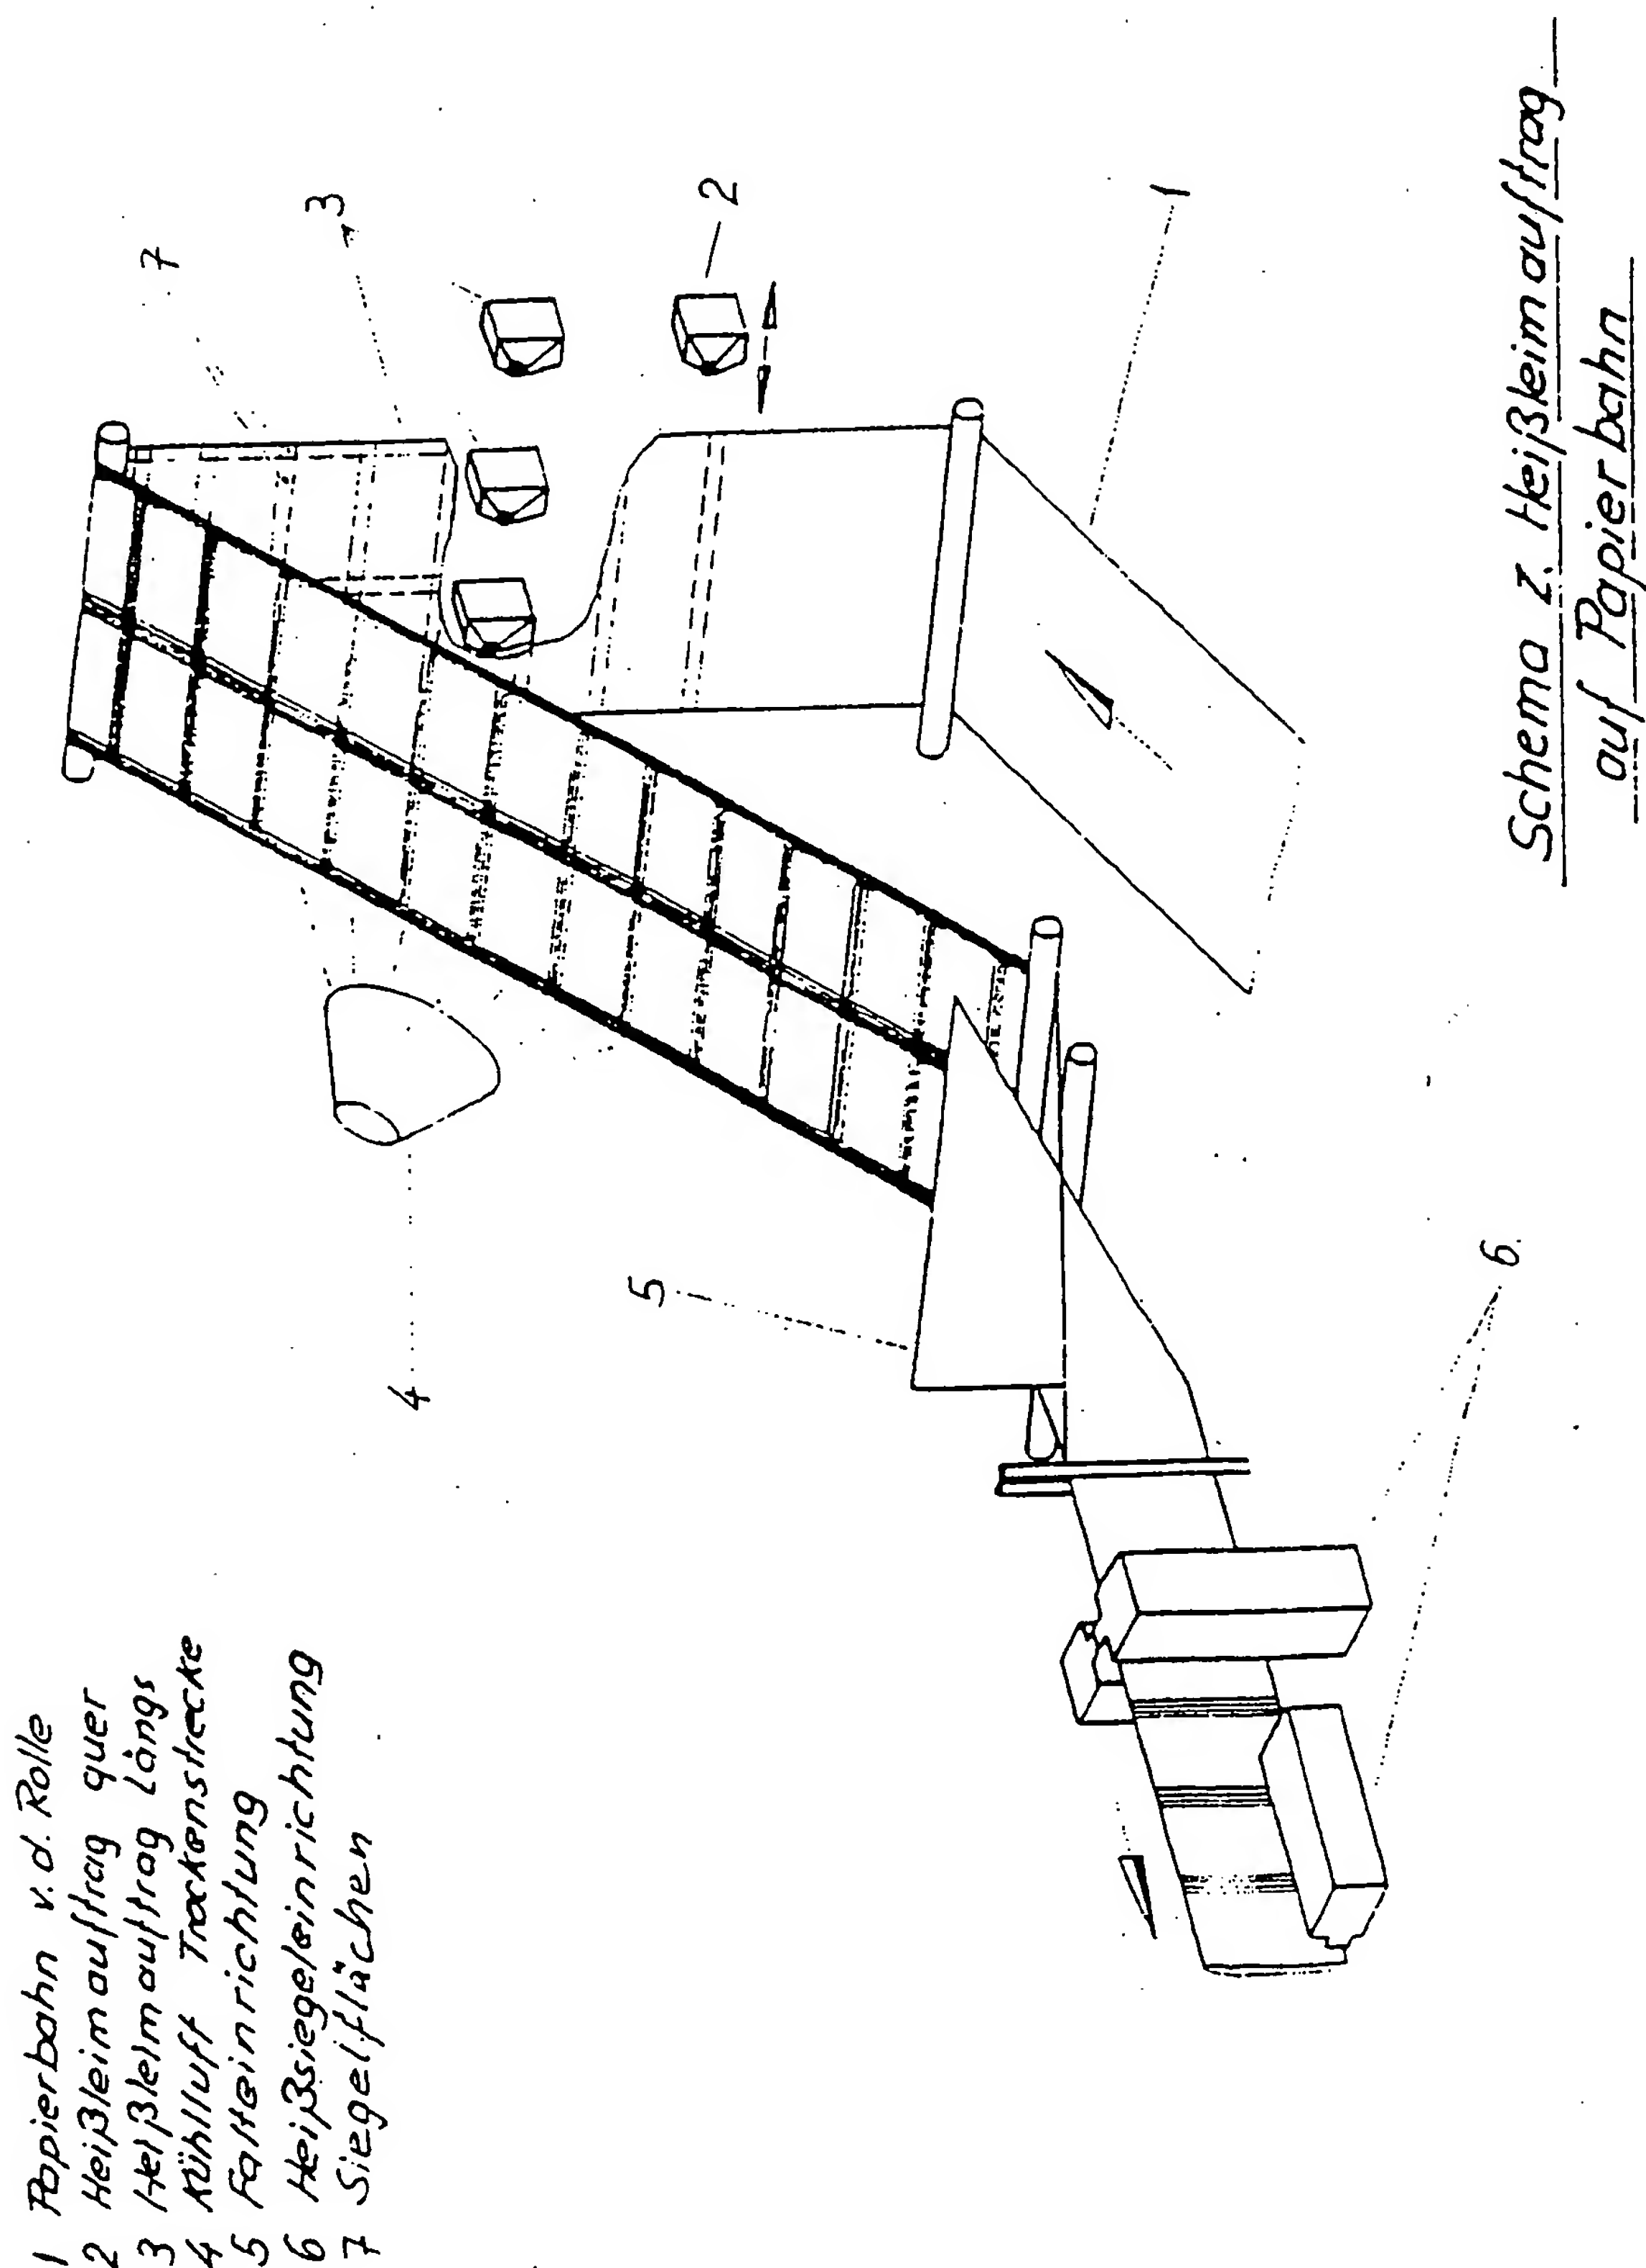 1 Papierbahn v. d. Rolle
2 Heißleimauftrag quer
3 Heißleimauftrag Längs
4 Kühlluft Trockenstrecke
5 Falteinrichtung
6 Heißsiegeleinrichtung
7 Siegelflächen
7
3
2
1
4
5
6
Schema z. Heißleimauftrag
auf Papierbahn